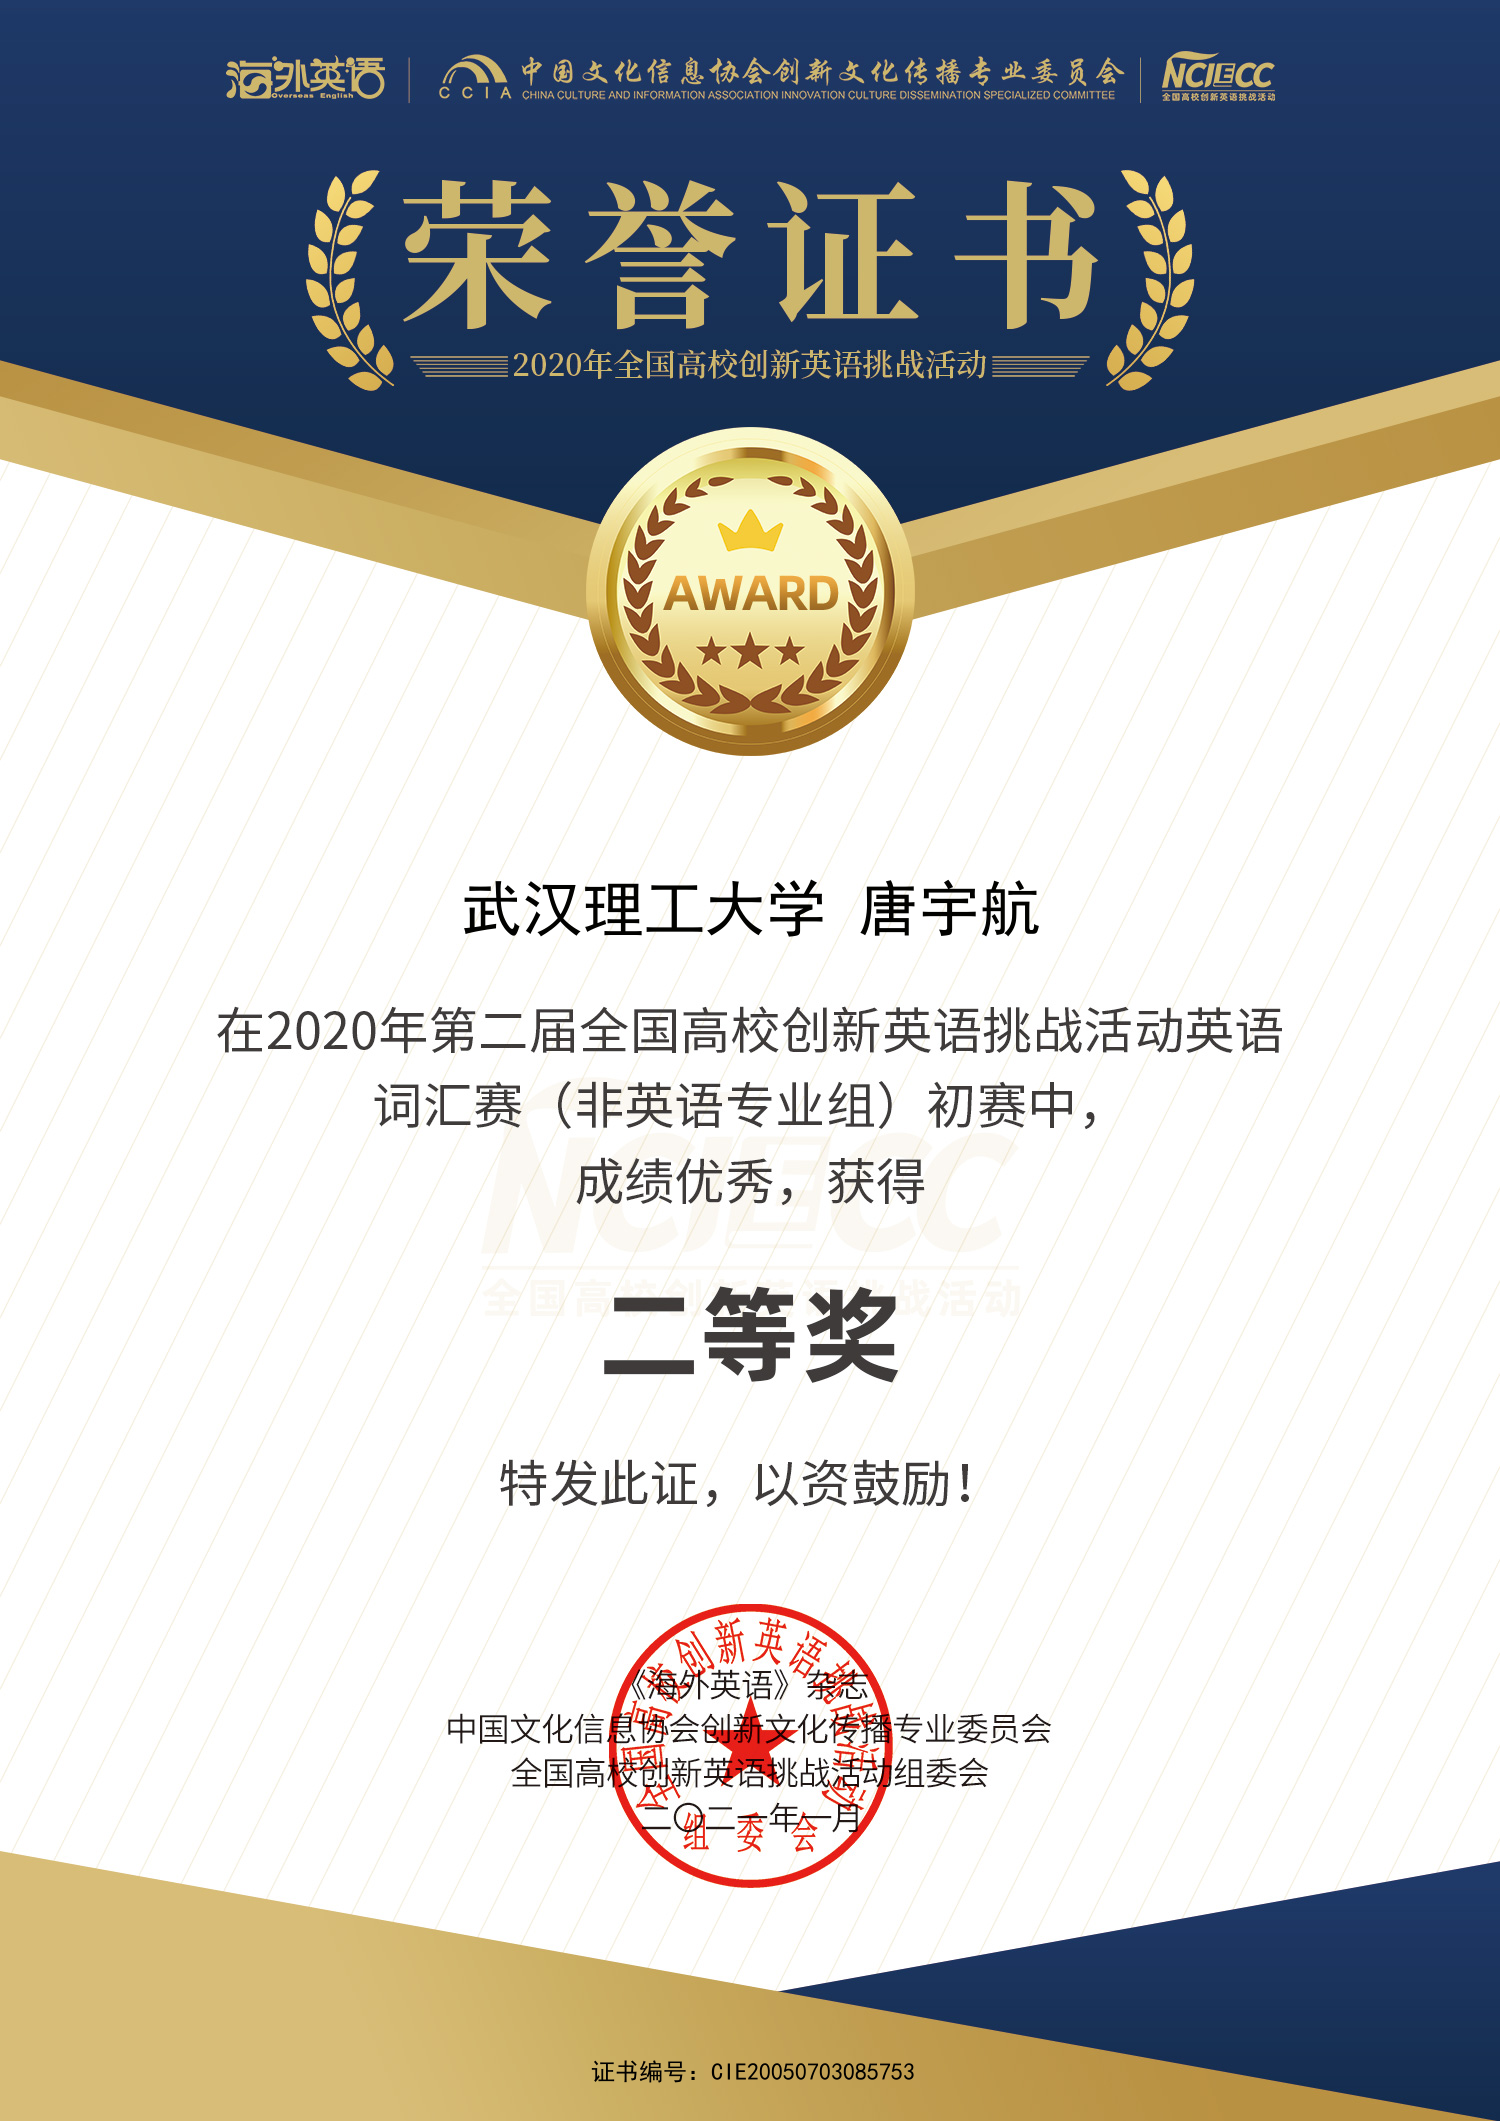 海外英语
Overseas English
CCIA
中国文化信息协会创新文化传播专业委员会
CHINA CULTURE AND INFORMATION ASSOCIATION INNOVATION CULTURE DISSEMINATION SPECIALIZED COMMITTEE
NCIECC
全国高校创新英语挑战活动
荣誉证书
2020年全国高校创新英语挑战活动
AWARD
武汉理工大学 唐宇航
在2020年第二届全国高校创新英语挑战活动英语
词汇赛（非英语专业组）初赛中，
成绩优秀，获得
NCIECC
全国高校创新英语挑战活动
二等奖
特发此证，以资鼓励！
全国高校创新英语挑战活动
《海外英语》杂志
中国文化信息协会创新文化传播专业委员会
全国高校创新英语挑战活动组委会
二〇二一年一月
组委会
证书编号：CIE20050703085753